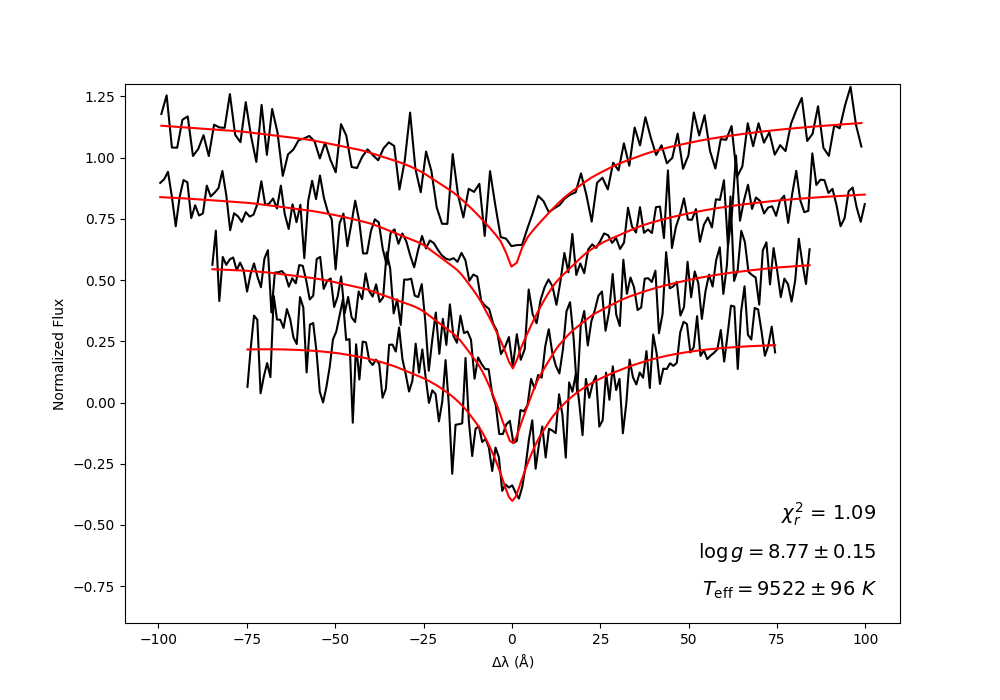 1.25
1.00
0.75
0.50
0.25
0.00
−0.25
−0.50
−0.75
Normalized Flux
χ²ᵣ = 1.09
log g = 8.77 ± 0.15
T_eff = 9522 ± 96 K
−100 −75 −50 −25 0 25 50 75 100
Δλ (Å)